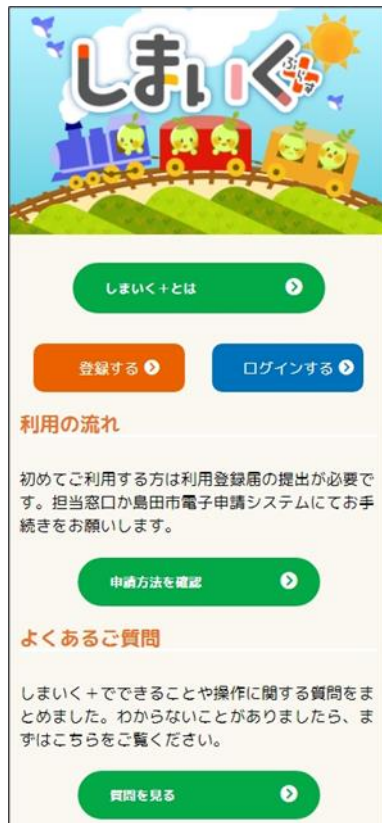 しまいく+
ぷらす
しまいく+とは
登録する
ログインする
利用の流れ
初めてご利用する方は利用登録届の提出が必要で
す。担当窓口か島田市電子申請システムにてお手
続きをお願いします。
申請方法を確認
よくあるご質問
しまいく+でできることや操作に関する質問をま
とめました。わからないことがありましたら、ま
ずはこちらをご覧ください。
質問を見る